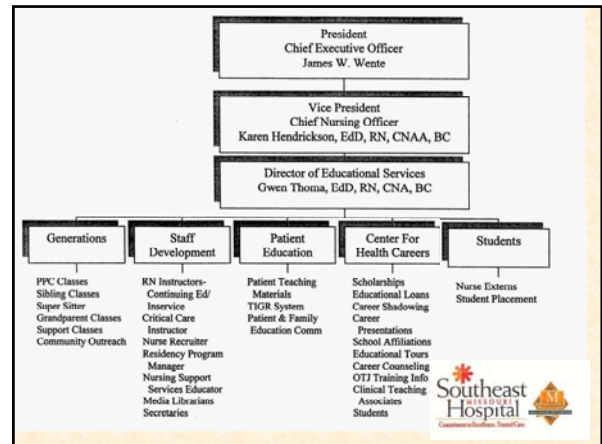 President
Chief Executive Officer
James W. Wente
Vice President
Chief Nursing Officer
Karen Hendrickson, EdD, RN, CNAA, BC
Director of Educational Services
Gwen Thoma, EdD, RN, CNA, BC
Generations
PPC Classes
Sibling Classes
Super Sitter
Grandparent Classes
Support Classes
Community Outreach
Staff
Development
RN Instructors-
Continuing Ed/
Inservice
Critical Care
Instructor
Nurse Recruiter
Residency Program
Manager
Nursing Support
Services Educator
Media Librarians
Secretaries
Patient
Education
Patient Teaching
Materials
TIGR System
Patient & Family
Education Comm
Center For
Health Careers
Scholarships
Educational Loans
Career Shadowing
Career
Presentations
School Affiliations
Educational Tours
Career Counseling
OTJ Training Info
Clinical Teaching
Associates
Students
Students
Nurse Externs
Student Placement
Southeast
MISSOURI
Hospital
Commitment to Excellence. Trusted Care.
M